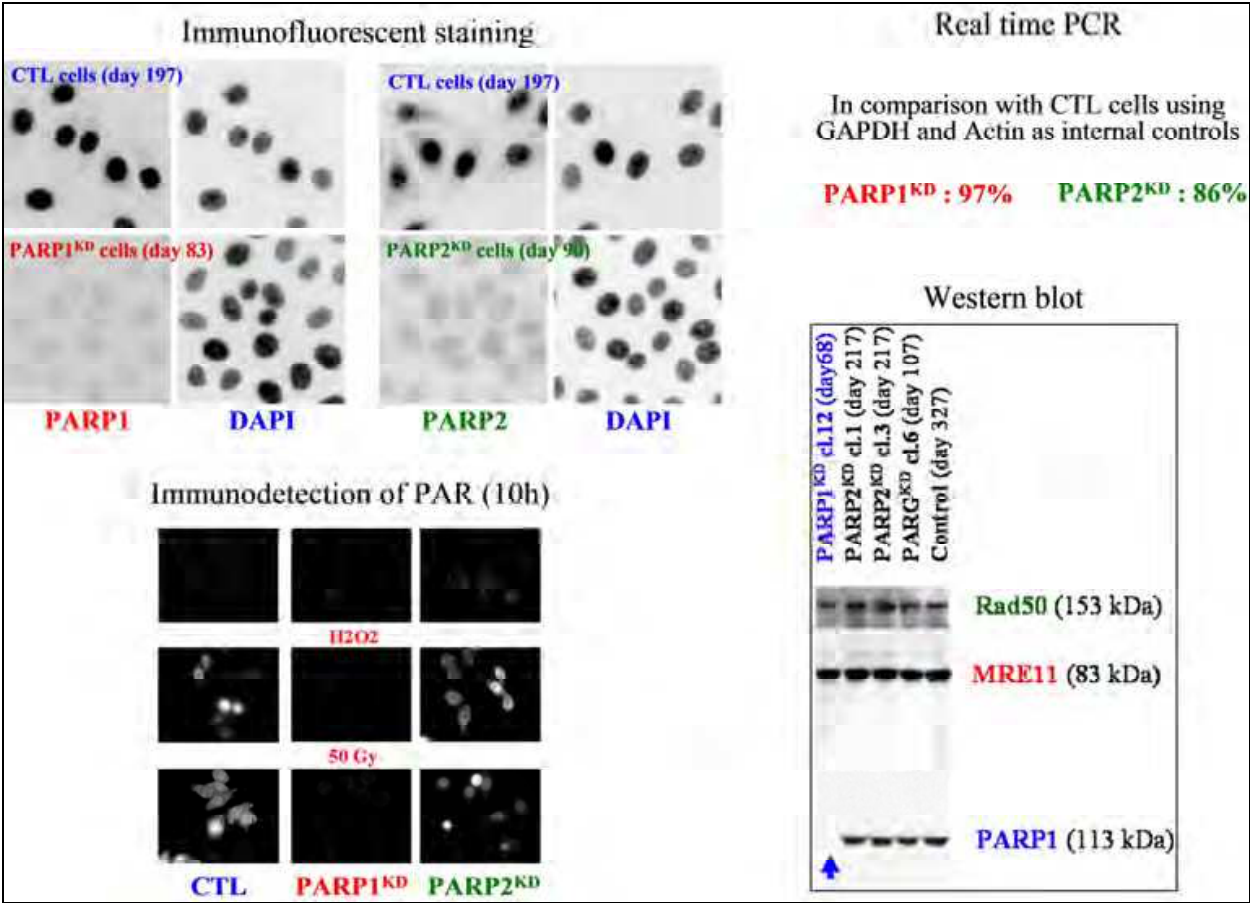 Immunofluorescent staining
CTL cells (day 197)
CTL cells (day 197)
PARP1KD cells (day 83)
PARP2KD cells (day 90)
PARP1 DAPI PARP2 DAPI
Immunodetection of PAR (10h)
H2O2
50 Gy
CTL PARP1KD PARP2KD
Real time PCR
In comparison with CTL cells using
GAPDH and Actin as internal controls
PARP1KD : 97% PARP2KD : 86%
Western blot
PARP1KD cl.12 (day68)
PARP2KD cl.1 (day 217)
PARP2KD cl.3 (day 217)
PARGKD cl.6 (day 107)
Control (day 327)
Rad50 (153 kDa)
MRE11 (83 kDa)
PARP1 (113 kDa)